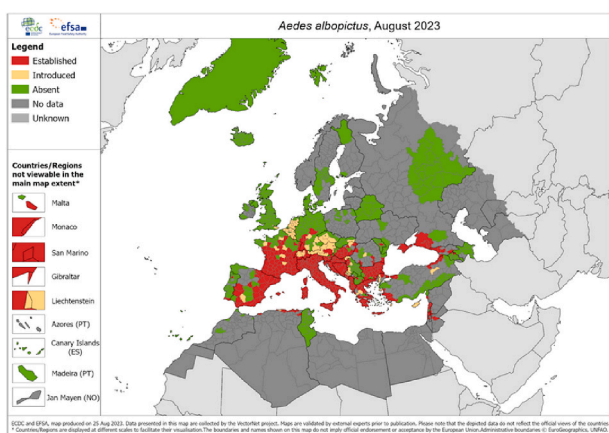 ecdc
efsa
Aedes albopictus, August 2023
Legend
Established
Introduced
Absent
No data
Unknown
Countries/Regions
not viewable in the
main map extent*
Malta
Monaco
San Marino
Gibraltar
Liechtenstein
Azores (PT)
Canary Islands
(ES)
Madeira (PT)
Jan Mayen (NO)
ECDC and EFSA, map produced on 25 Aug 2023. Data presented in this map are collected by the VectorNet project. Maps are validated by external experts prior to publication. Please note that the depicted data do not reflect the official views of the countries.
* Countries/Regions are displayed at different scales to facilitate their visualisation. The boundaries and names shown on this map do not imply official endorsement or acceptance by the European Union. Administrative boundaries © EuroGeographics, UNFAO.